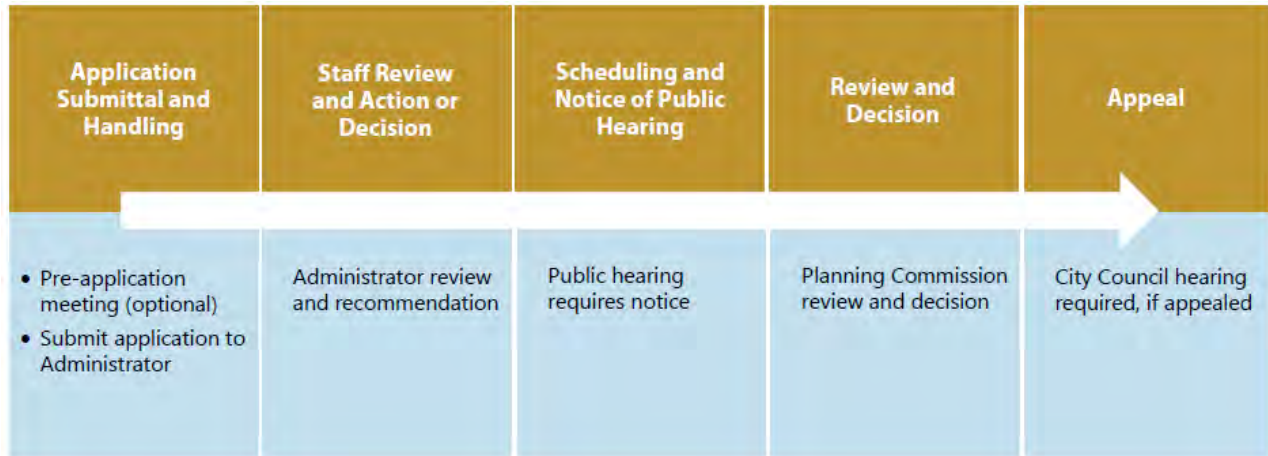 Application
Submittal and
Handling
Staff Review
and Action or
Decision
Scheduling and
Notice of Public
Hearing
Review and
Decision
Appeal
• Pre-application
meeting (optional)
• Submit application to
Administrator
Administrator review
and recommendation
Public hearing
requires notice
Planning Commission
review and decision
City Council hearing
required, if appealed